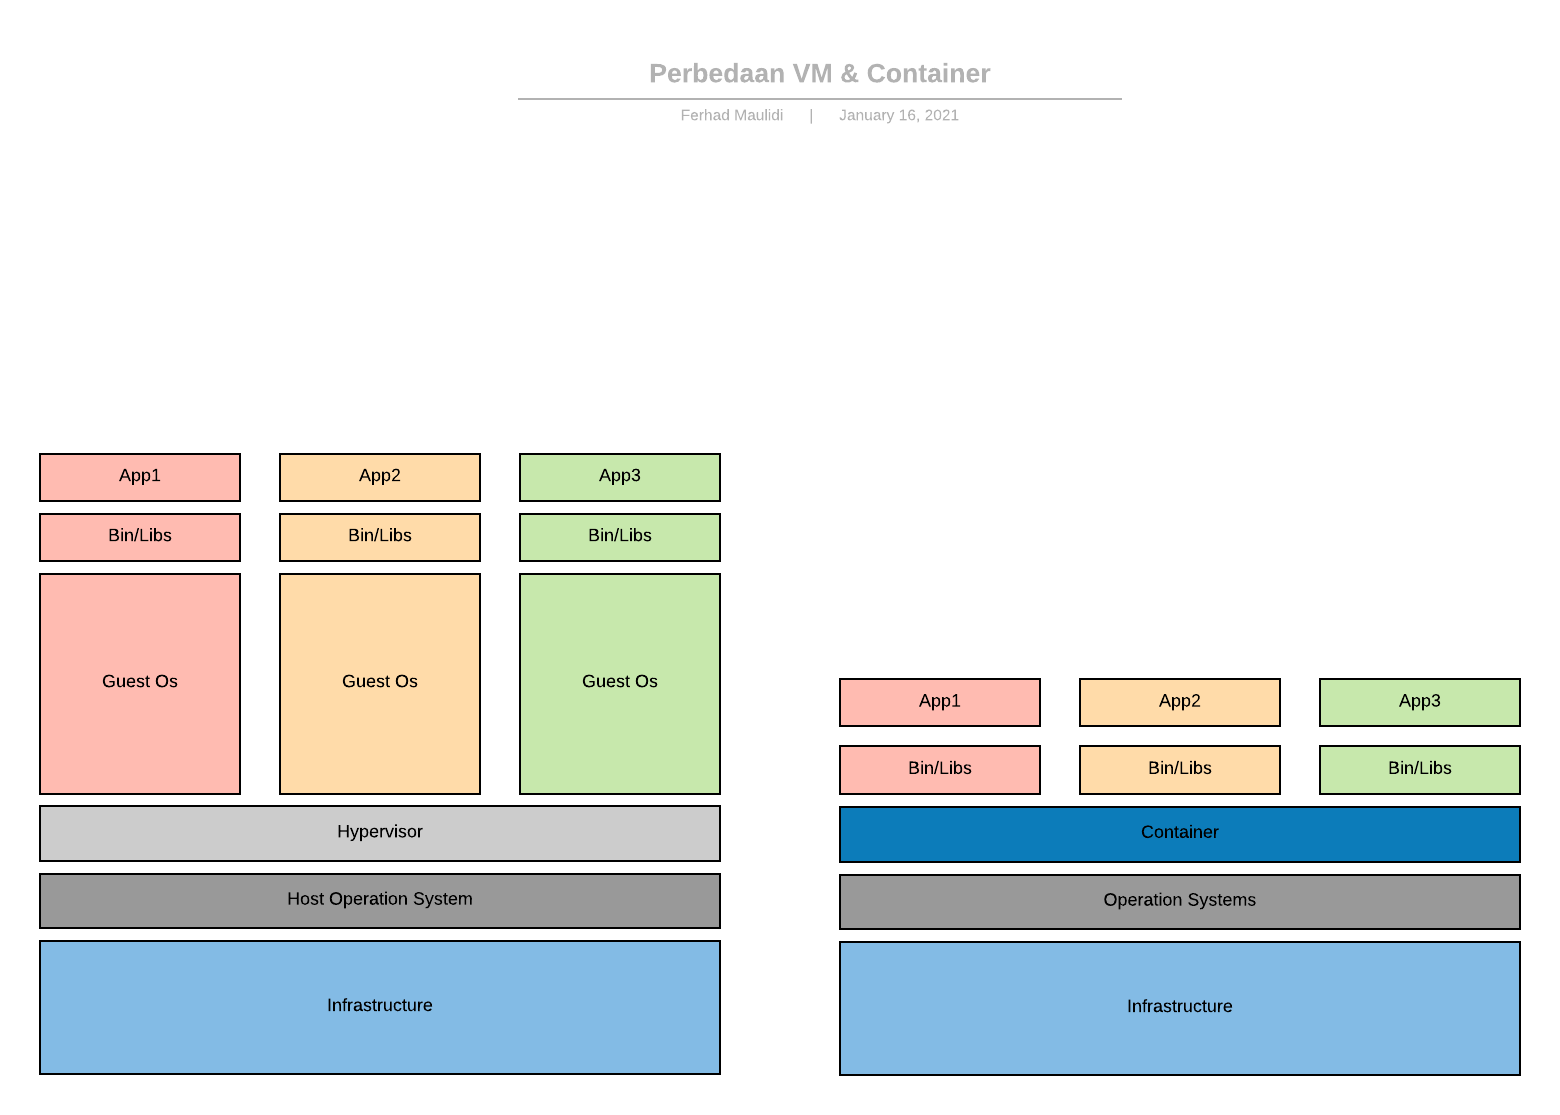 Perbedaan VM & Container
Ferhad Maulidi | January 16, 2021
App1
App2
App3
Bin/Libs
Bin/Libs
Bin/Libs
Guest Os
Guest Os
Guest Os
Hypervisor
Host Operation System
Infrastructure
App1
App2
App3
Bin/Libs
Bin/Libs
Bin/Libs
Container
Operation Systems
Infrastructure